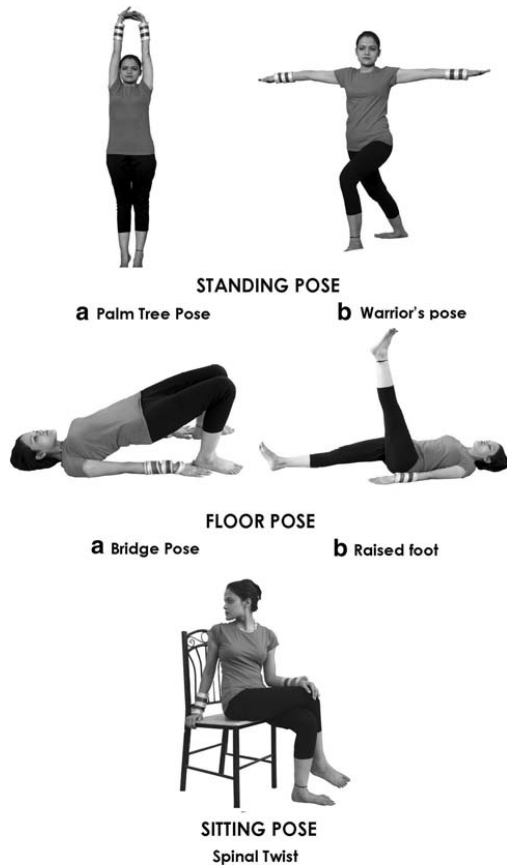 STANDING POSE
a Palm Tree Pose
b Warrior's pose
FLOOR POSE
a Bridge Pose
b Raised foot
SITTING POSE
Spinal Twist